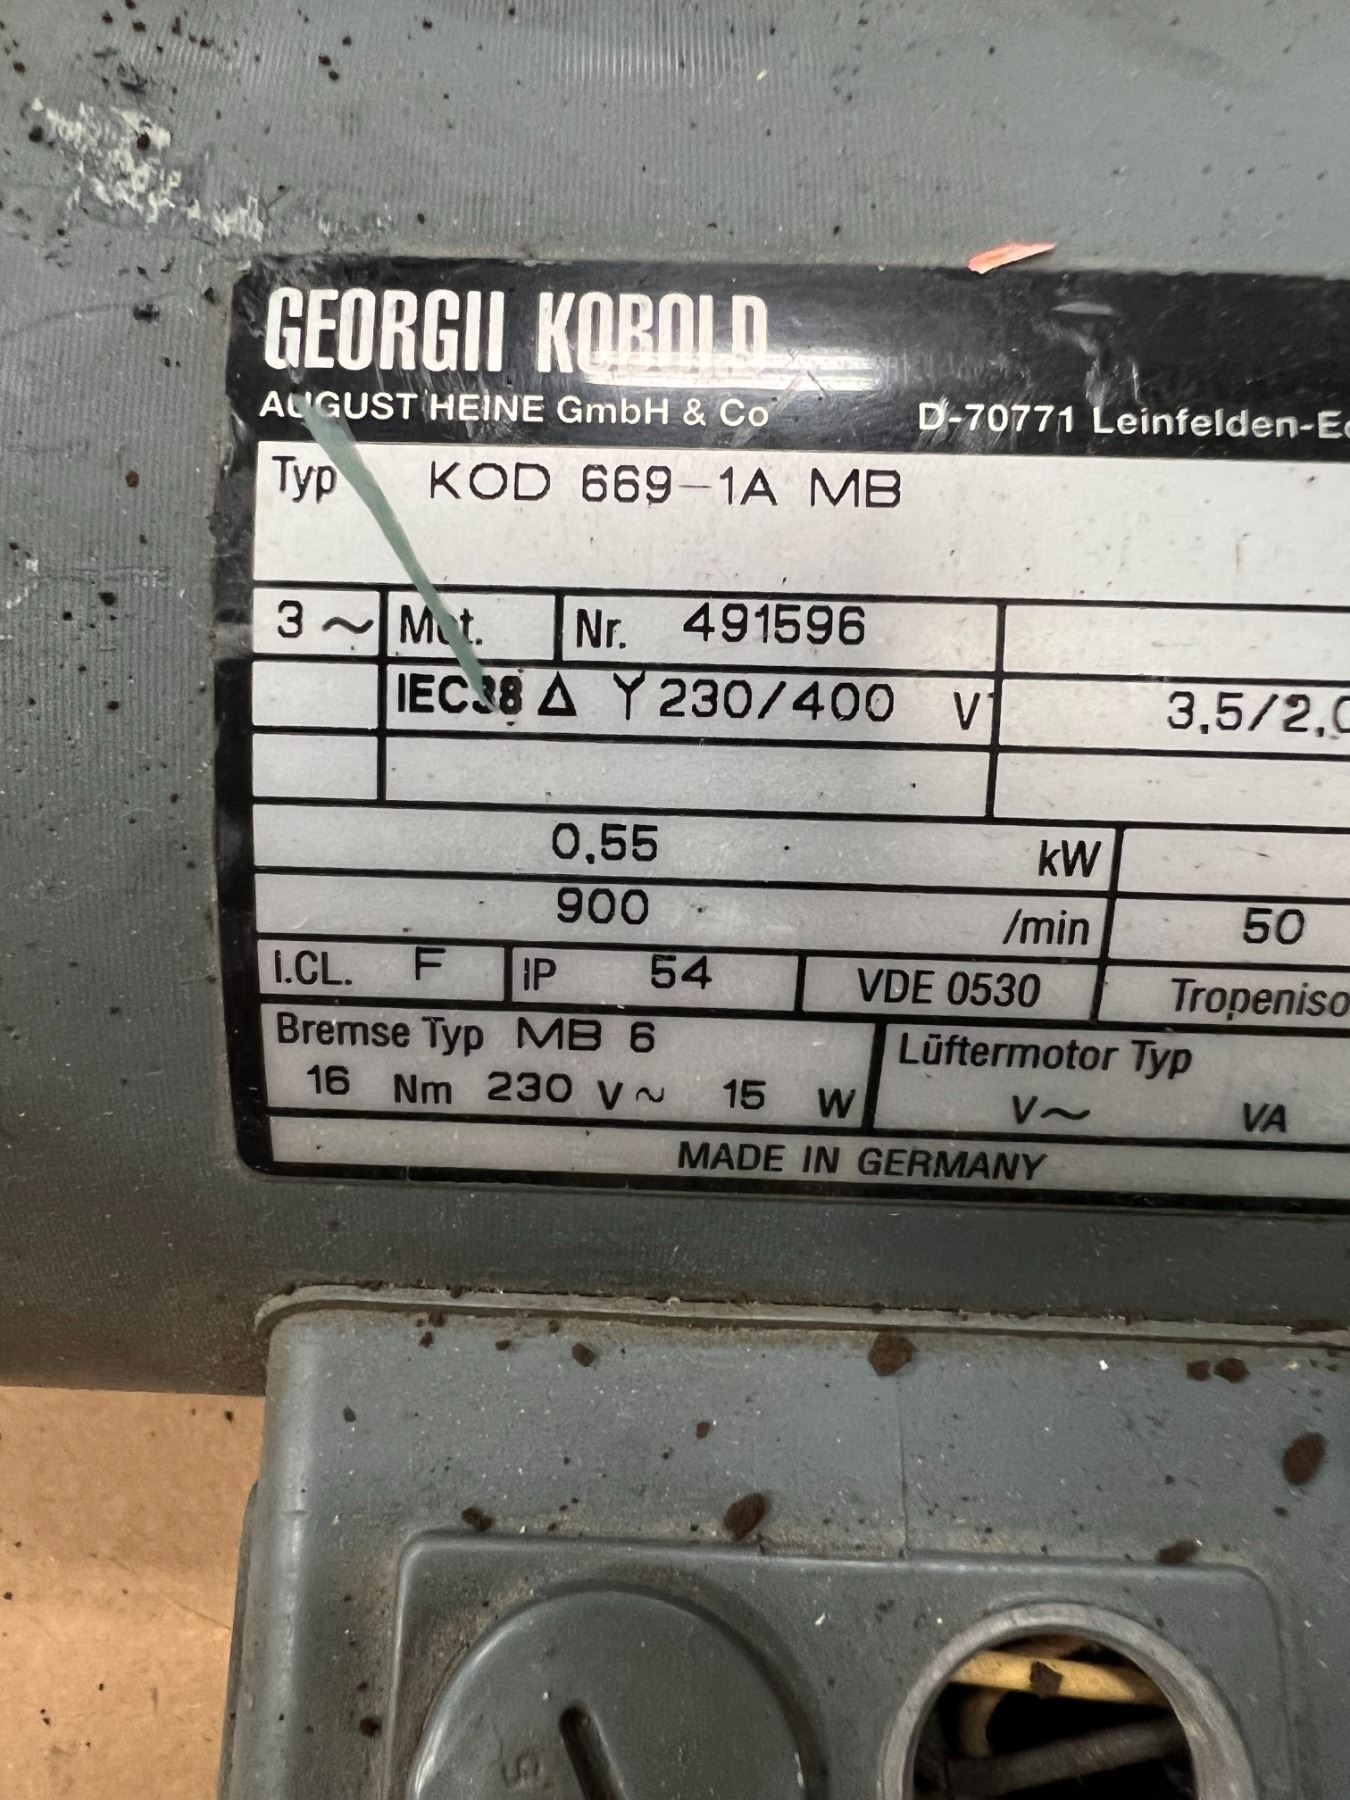 GEORGII KOBOLD
AUGUST HEINE GmbH & Co D-70771 Leinfelden-
Typ KOD 669-1A MB
3 ~ Mot. Nr. 491596
IEC38 Δ Y 230/400 V 3,5/2,0
0,55 kW
900 /min 50
I.CL. F IP 54 VDE 0530 Tropeniso
Bremse Typ MB 6 Lüftermotor Typ
16 Nm 230 V~ 15 W V~ VA
MADE IN GERMANY